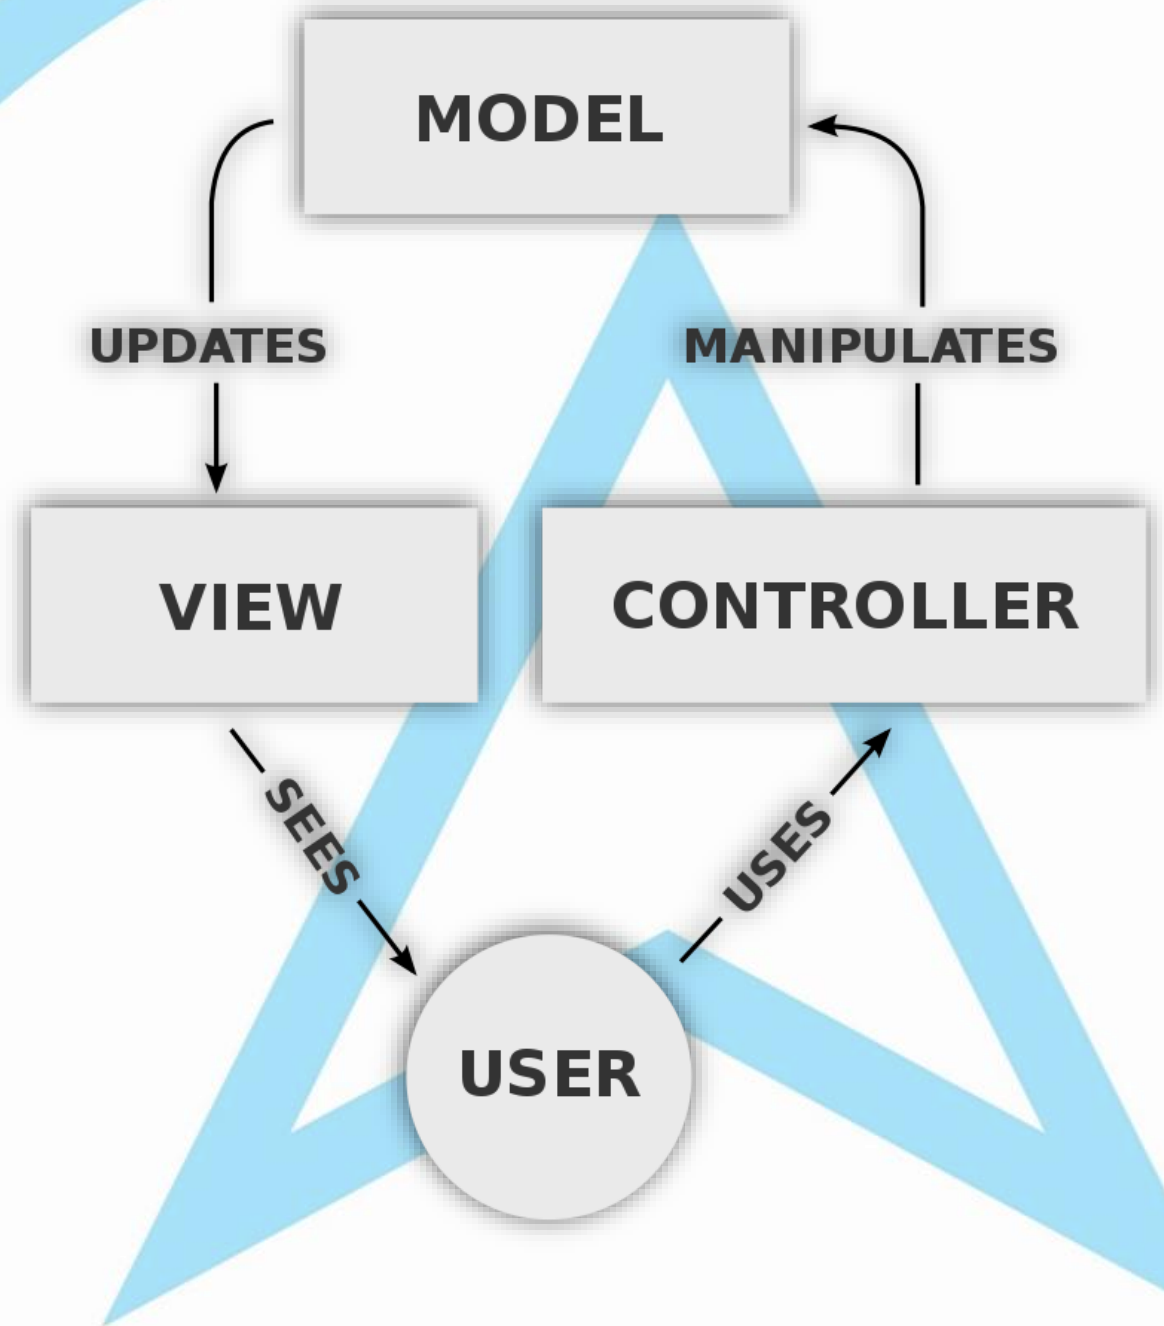 MODEL
UPDATES
MANIPULATES
VIEW
CONTROLLER
SEES
USES
USER